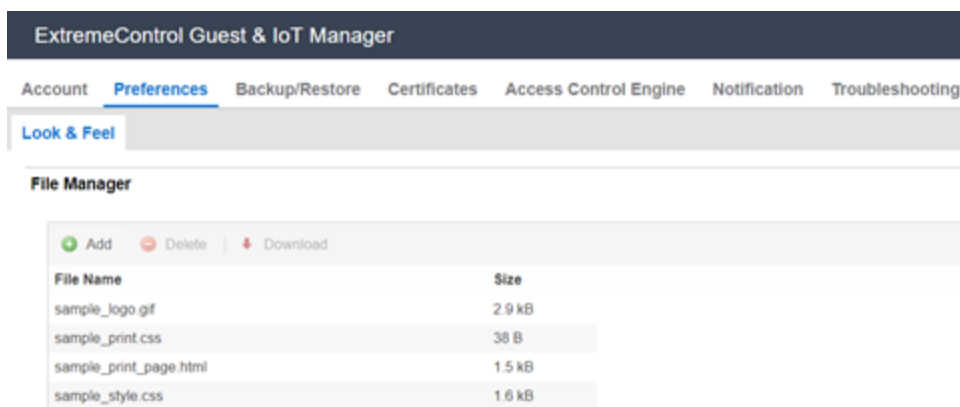 ExtremeControl Guest & IoT Manager
Account Preferences Backup/Restore Certificates Access Control Engine Notification Troubleshooting
Look & Feel
File Manager
Add Delete Download
File Name Size
sample_logo.gif 2.9 kB
sample_print.css 38 B
sample_print_page.html 1.5 kB
sample_style.css 1.6 kB